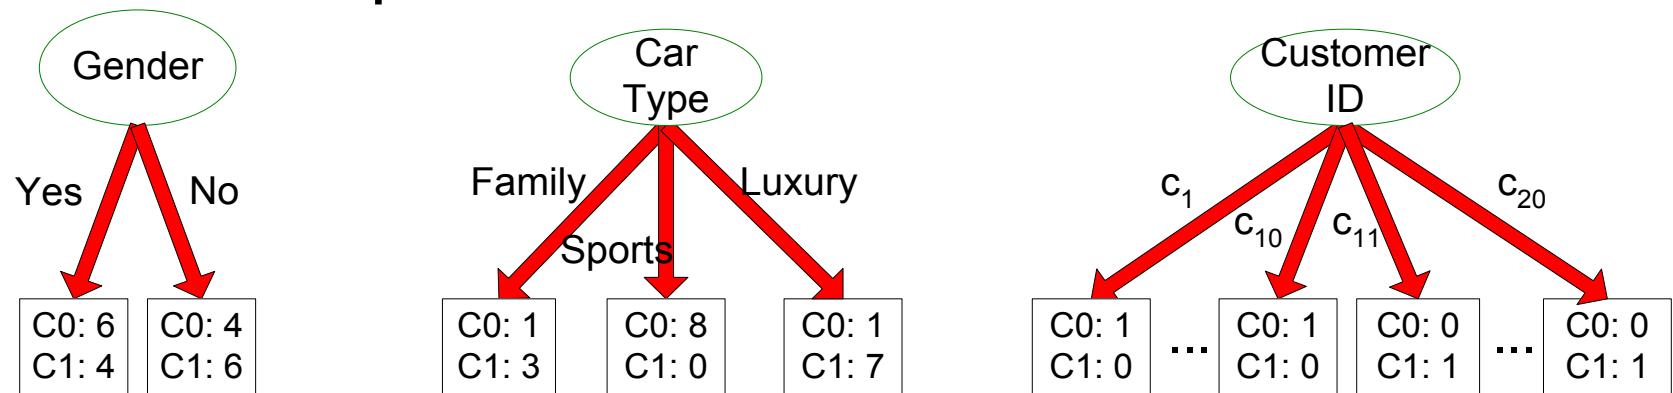 Gender
Yes
No
C0: 6
C1: 4
C0: 4
C1: 6
Car
Type
Family
Sports
Luxury
C0: 1
C1: 3
C0: 8
C1: 0
C0: 1
C1: 7
Customer
ID
c1
c10
c11
c20
C0: 1
C1: 0
...
C0: 1
C1: 0
C0: 0
C1: 1
...
C0: 0
C1: 1